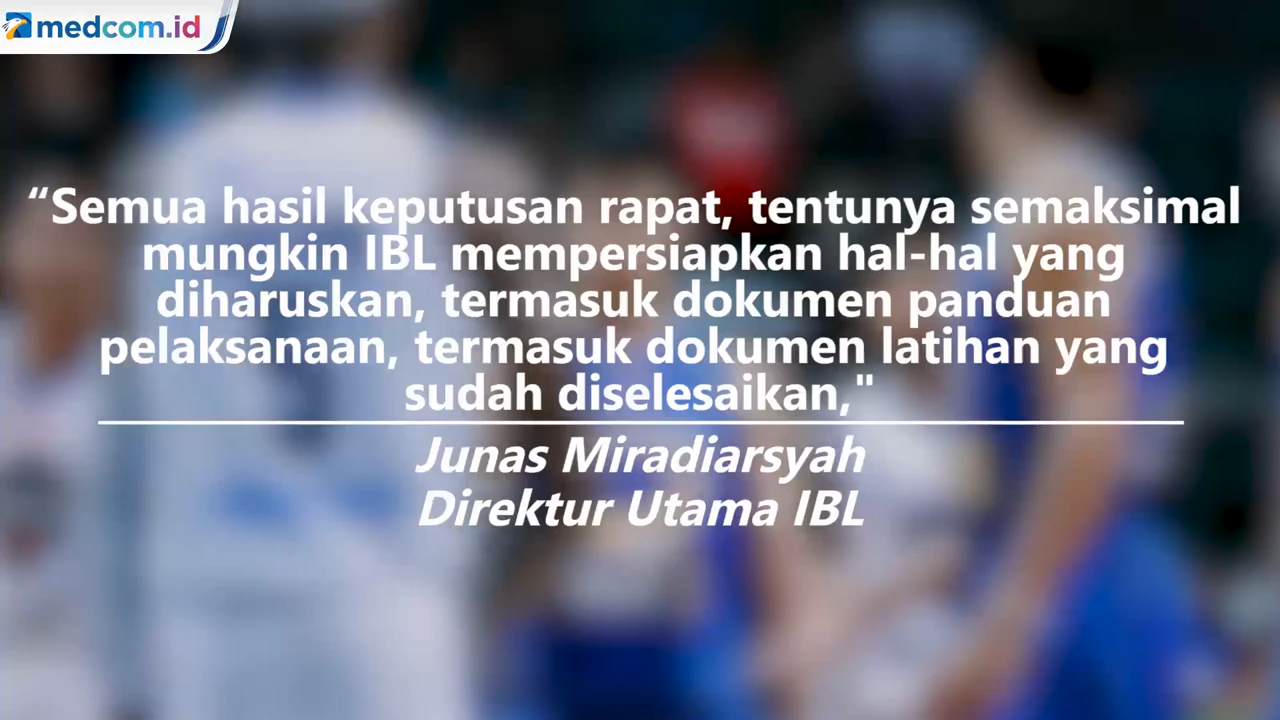 medcom.id
“Semua hasil keputusan rapat, tentunya semaksimal
mungkin IBL mempersiapkan hal-hal yang
diharuskan, termasuk dokumen panduan
pelaksanaan, termasuk dokumen latihan yang
sudah diselesaikan,"
Junas Miradiarsyah
Direktur Utama IBL